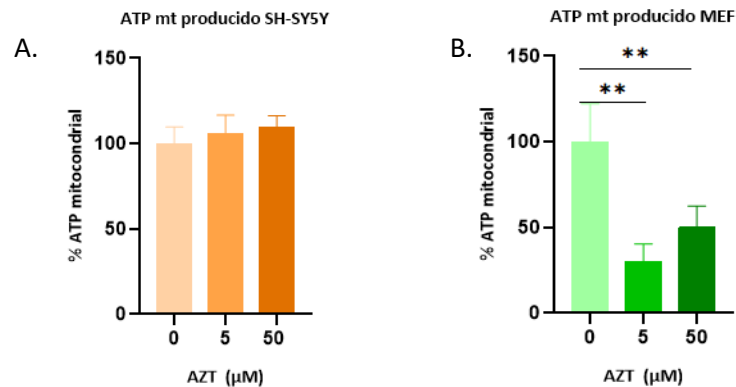 ATP mt producido SH-SY5Y
A.
% ATP mitocondrial
150
100
50
0
0 5 50
AZT (µM)
ATP mt producido MEF
B.
% ATP mitocondrial
150
100
50
0
**
**
0 5 50
AZT (µM)